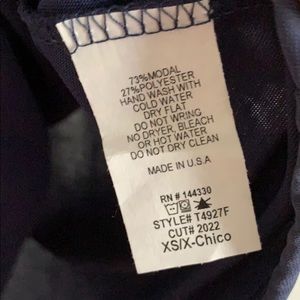 73%MODAL
27%POLYESTER
HAND WASH WITH
COLD WATER
DRY FLAT
DO NOT WRING
NO DRYER, BLEACH
OR HOT IRON
DO NOT DRY CLEAN
MADE IN U.S.A
RN # 144330
STYLE# T4927F
CUT# 2022
XS/X-Chico